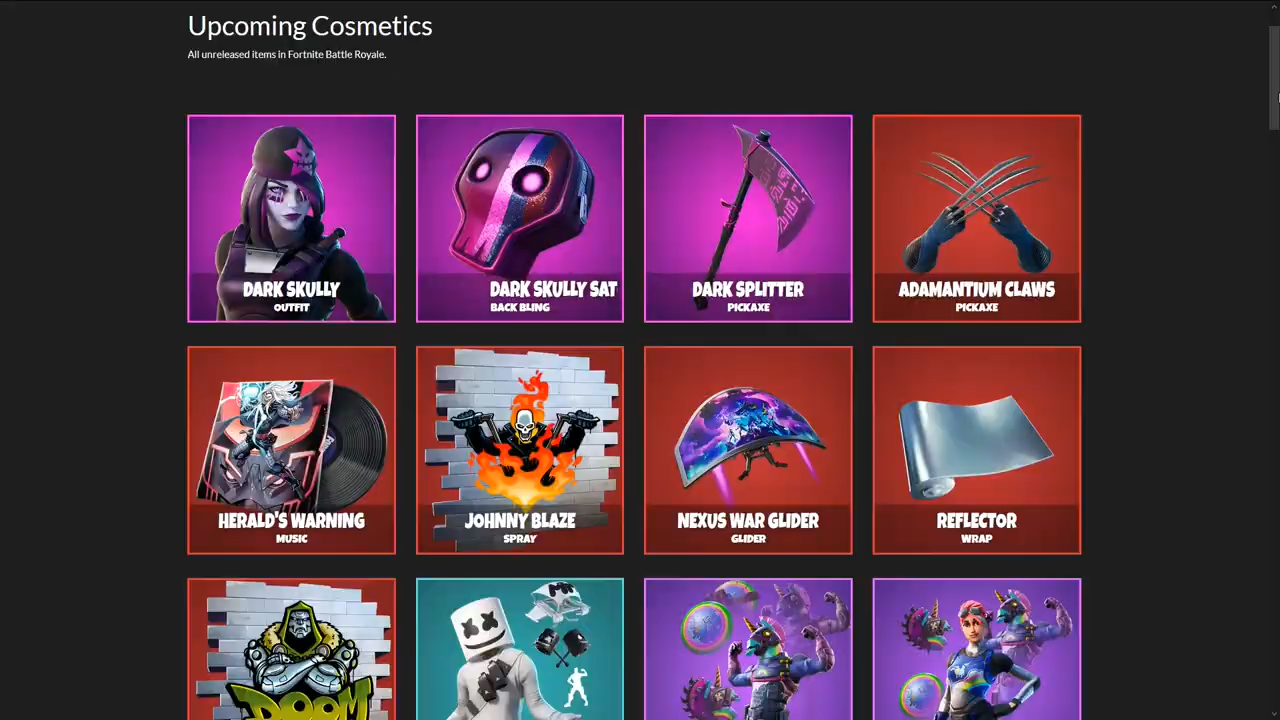 Upcoming Cosmetics
All unreleased items in Fortnite Battle Royale.
DARK SKULLY
OUTFIT
DARK SKULLY SAT
BACK BLING
DARK SPLITTER
PICKAXE
ADAMANTIUM CLAWS
PICKAXE
HERALD'S WARNING
MUSIC
JOHNNY BLAZE
SPRAY
NEXUS WAR GLIDER
GLIDER
REFLECTOR
WRAP
DOOM